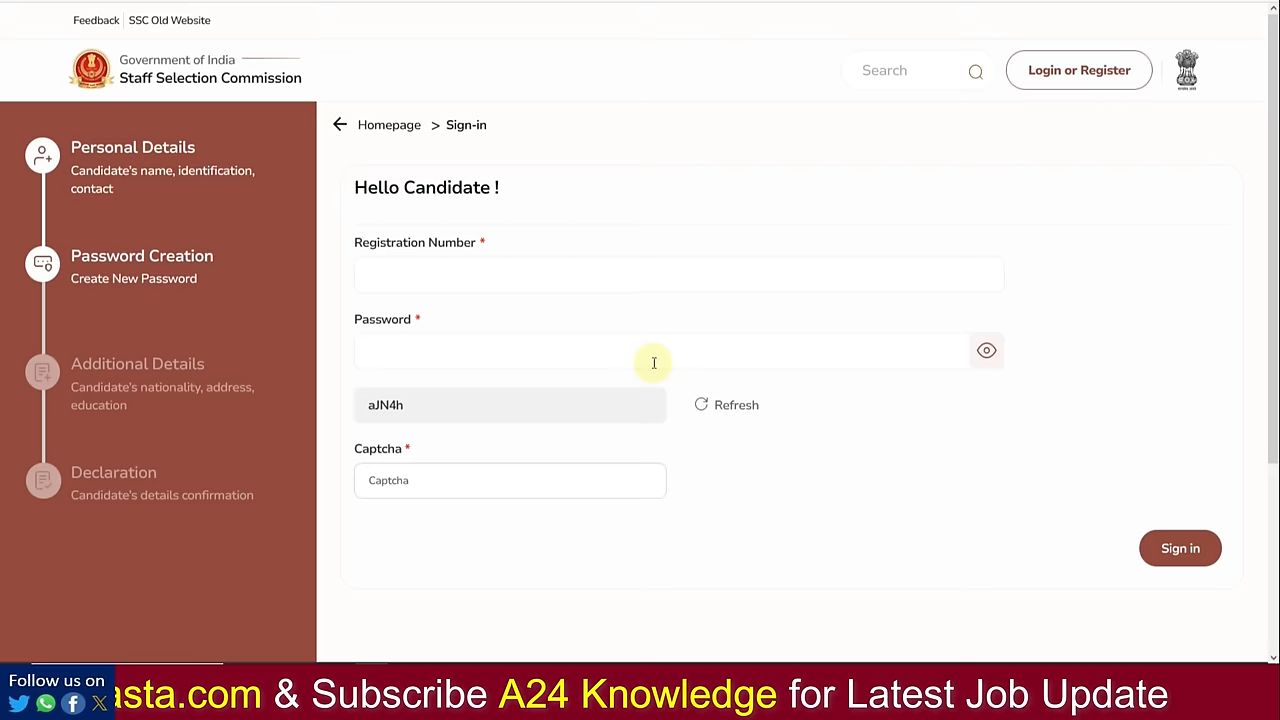 Feedback SSC Old Website
Government of India
Staff Selection Commission
Search
Login or Register
Personal Details
Candidate's name, identification,
contact
Password Creation
Create New Password
Additional Details
Candidate's nationality, address,
education
Declaration
Candidate's details confirmation
Homepage > Sign-in
Hello Candidate !
Registration Number *
Password *
aJN4h
Refresh
Captcha *
Captcha
Sign in
Follow us on
asta.com & Subscribe A24 Knowledge for Latest Job Update